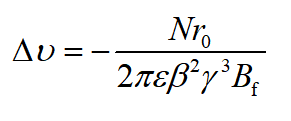 Δυ = − Nr₀ / 2πεβ²γ³B_f